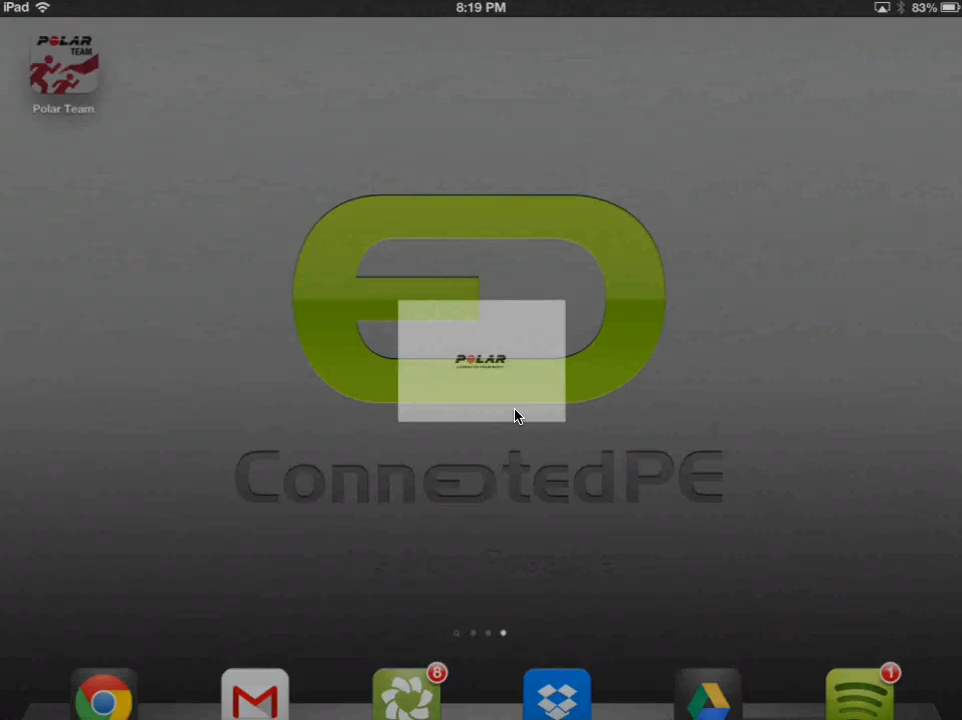 iPad
8:19 PM
83%
POLAR
TEAM
Polar Team
POLAR
ConnectedPE
8
1